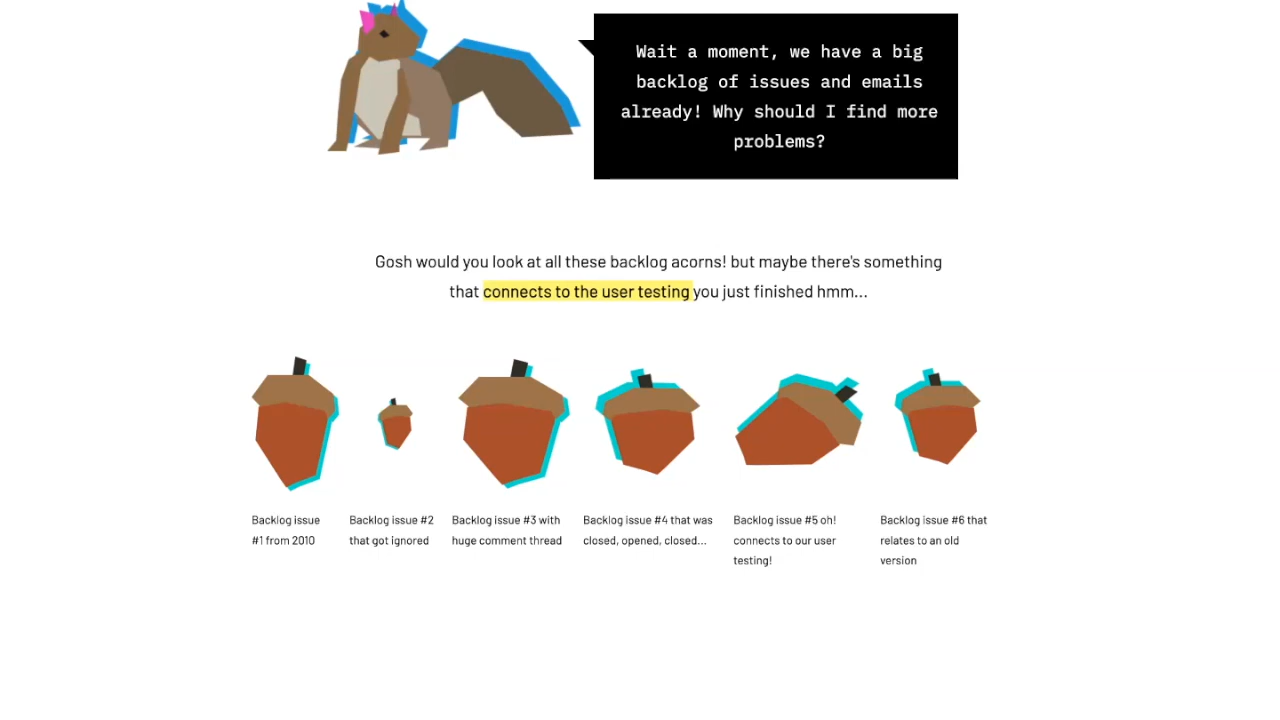 Wait a moment, we have a big
backlog of issues and emails
already! Why should I find more
problems?
Gosh would you look at all these backlog acorns! but maybe there's something
that connects to the user testing you just finished hmm...
Backlog issue
#1 from 2010
Backlog issue #2
that got ignored
Backlog issue #3 with
huge comment thread
Backlog issue #4 that was
closed, opened, closed...
Backlog issue #5 oh!
connects to our user
testing!
Backlog issue #6 that
relates to an old
version